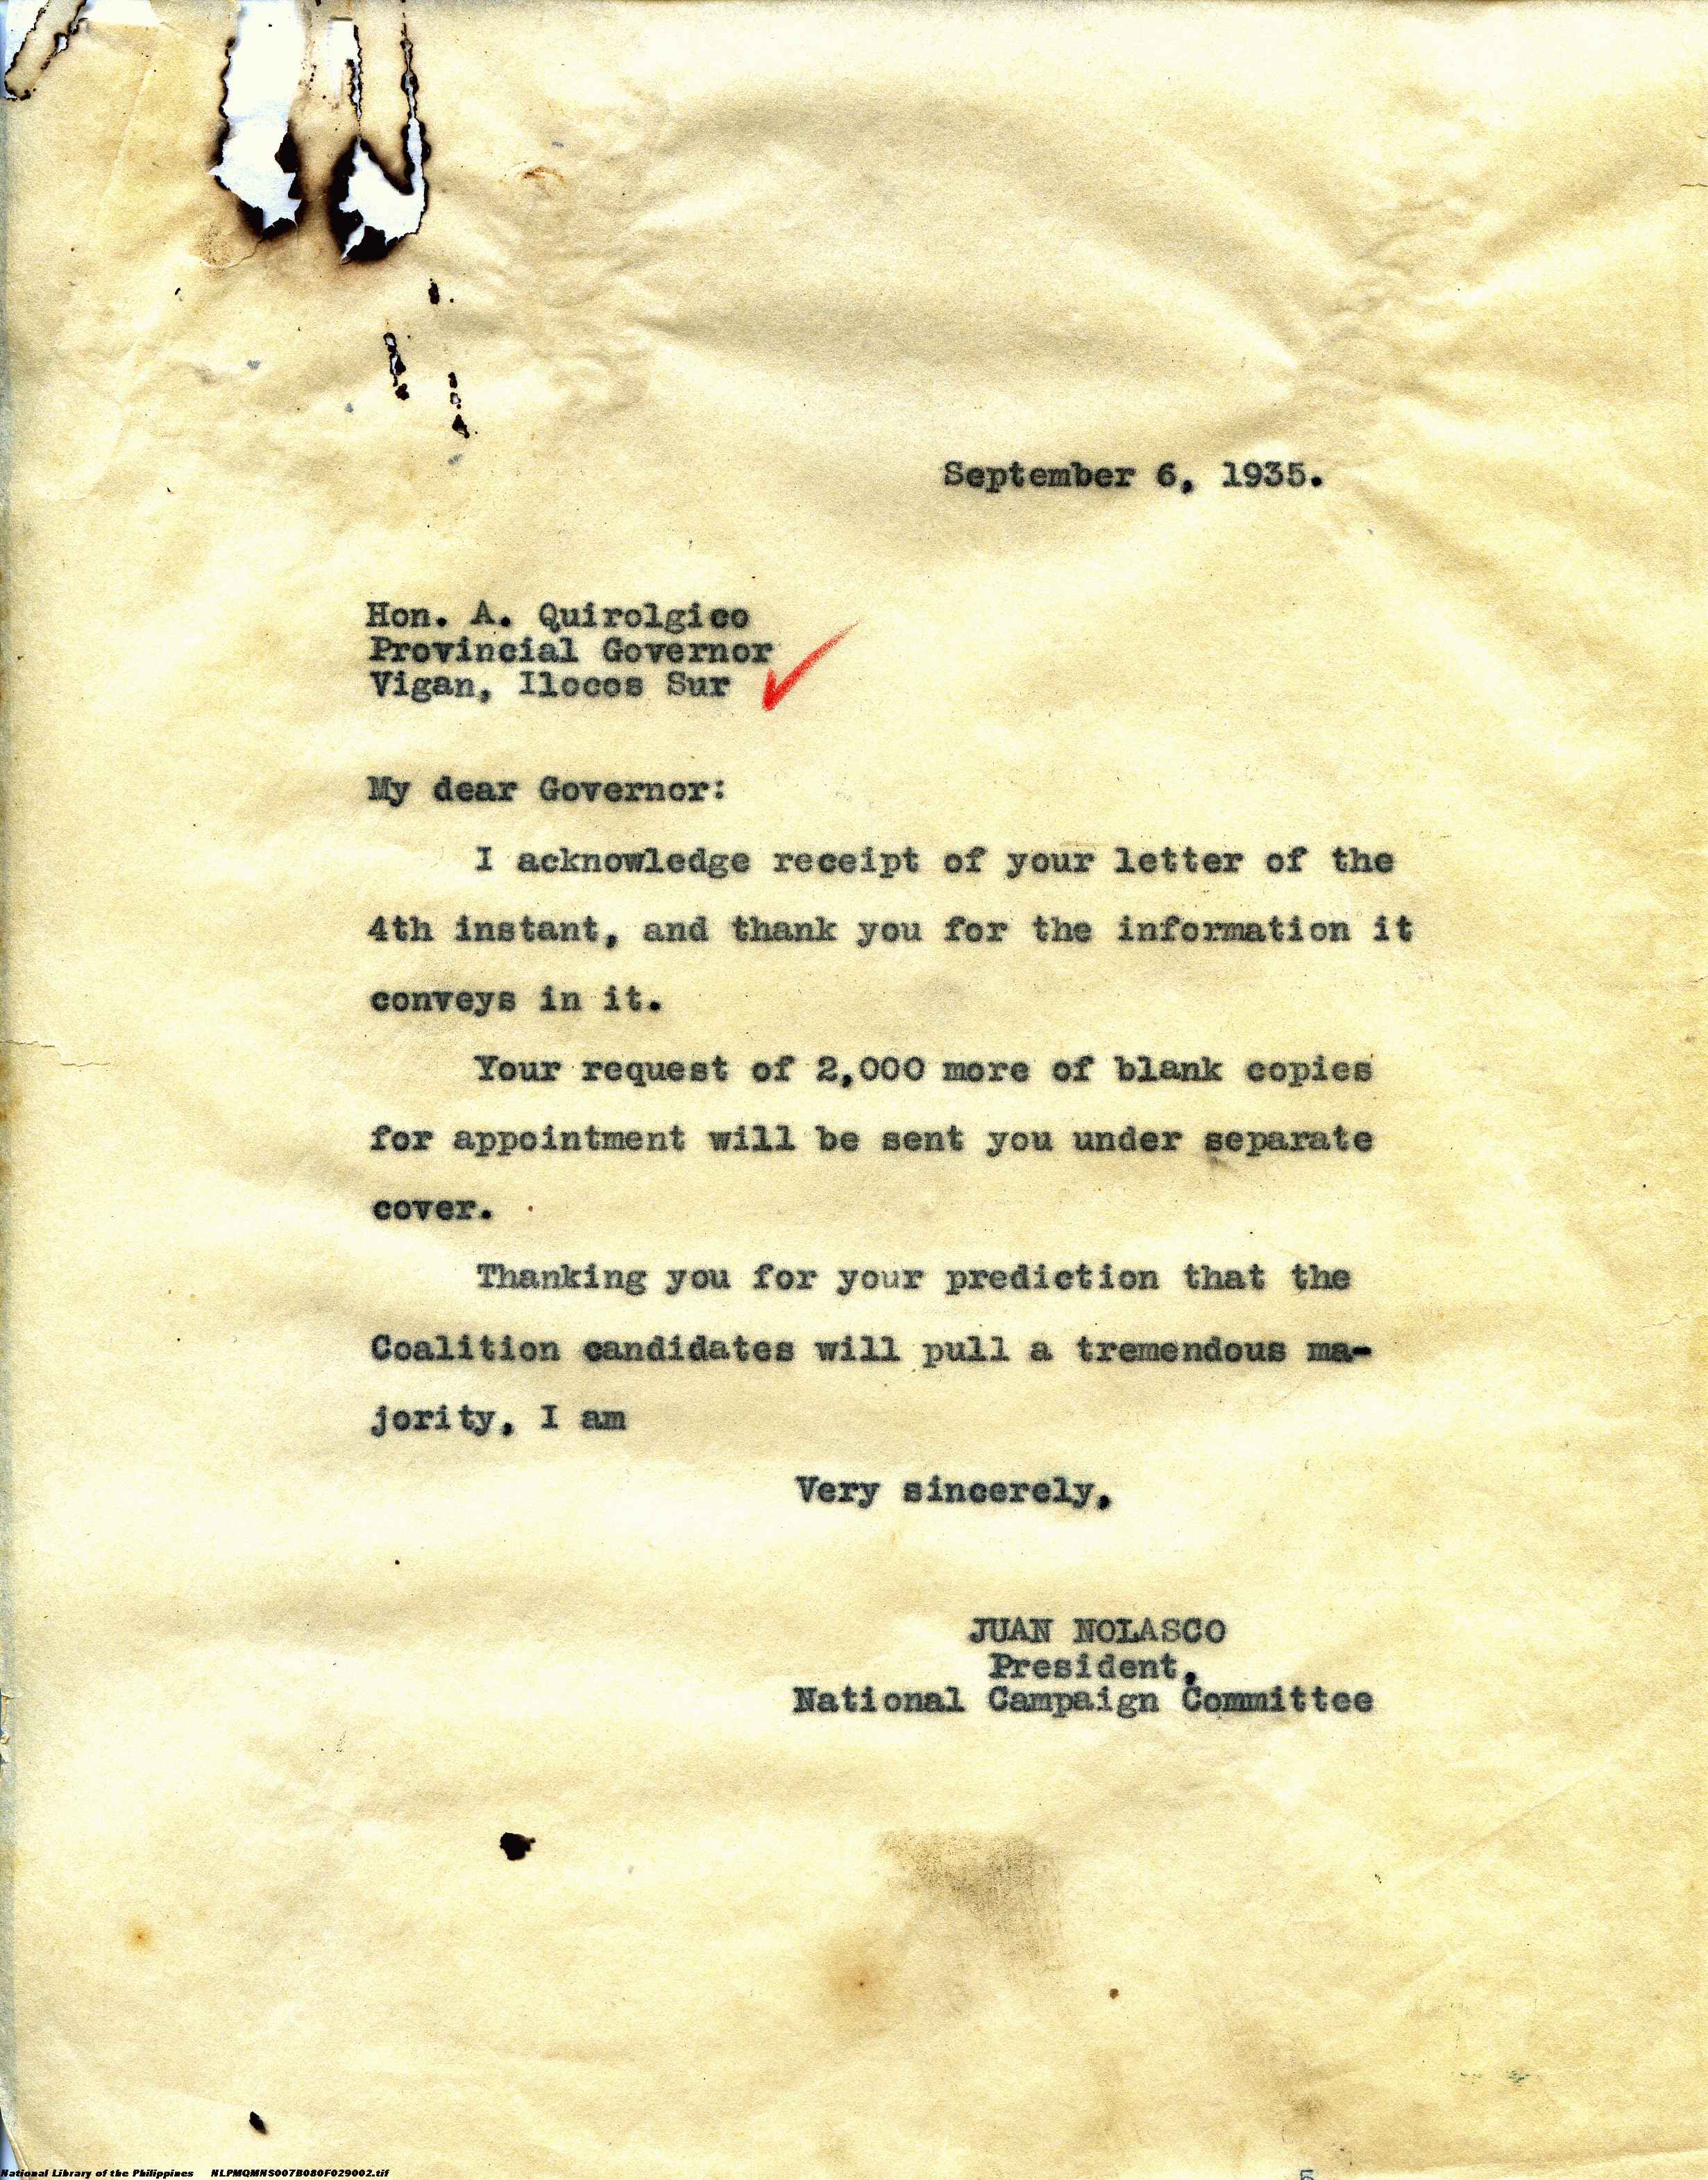 September 6, 1935.
Hon. A. Quirolgico
Provincial Governor
Vigan, Ilocos Sur
My dear Governor:
I acknowledge receipt of your letter of the
4th instant, and thank you for the information it
conveys in it.
Your request of 2,000 more of blank copies
for appointment will be sent you under separate
cover.
Thanking you for your prediction that the
Coalition candidates will pull a tremendous ma-
jority, I am
Very sincerely,
JUAN NOLASCO
President,
National Campaign Committee
National Library of the Philippines NLPMQMNS007B080F029002.tif
5